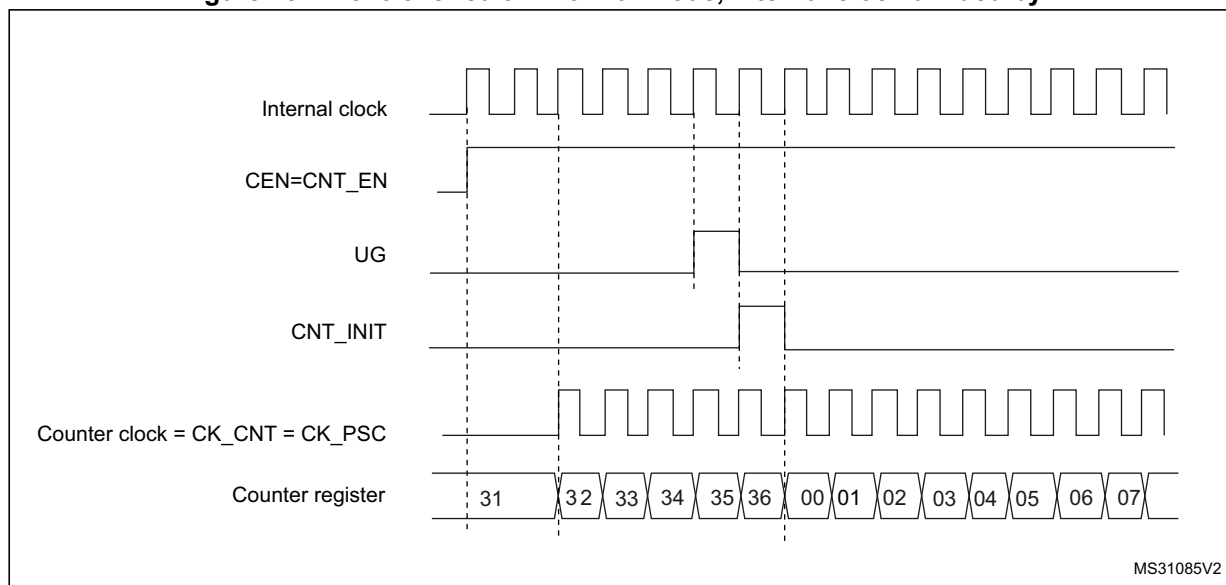 Internal clock
CEN=CNT_EN
UG
CNT_INIT
Counter clock = CK_CNT = CK_PSC
Counter register 31 32 33 34 35 36 00 01 02 03 04 05 06 07
MS31085V2